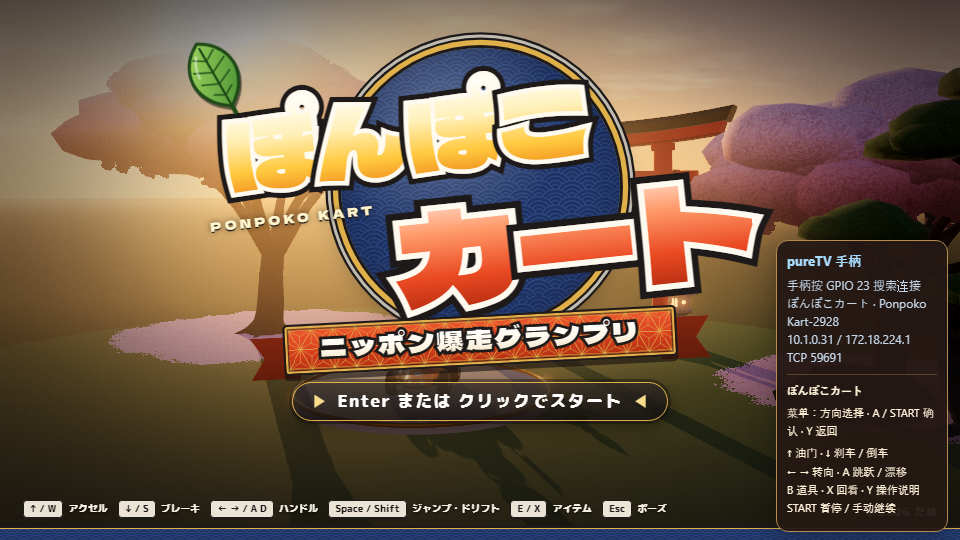 ぽんぽこ
カート
PONPOKO KART
ニッポン爆走グランプリ
▶ Enter または クリックでスタート ◀
↑ / W アクセル ↓ / S ブレーキ ← → / A D ハンドル Space / Shift ジャンプ・ドリフト E / X アイテム Esc ポーズ
pureTV 手柄
手柄按 GPIO 23 搜索连接
ぽんぽこカート · Ponpoko
Kart-2928
10.1.0.31 / 172.18.224.1
TCP 59691
ぽんぽこカート
菜单：方向选择 · A / START 确
认 · Y 返回
↑ 油门 · ↓ 刹车 / 倒车
← → 转向 · A 跳跃 / 漂移
B 道具 · X 回看 · Y 操作说明
START 暂停 / 手动继续